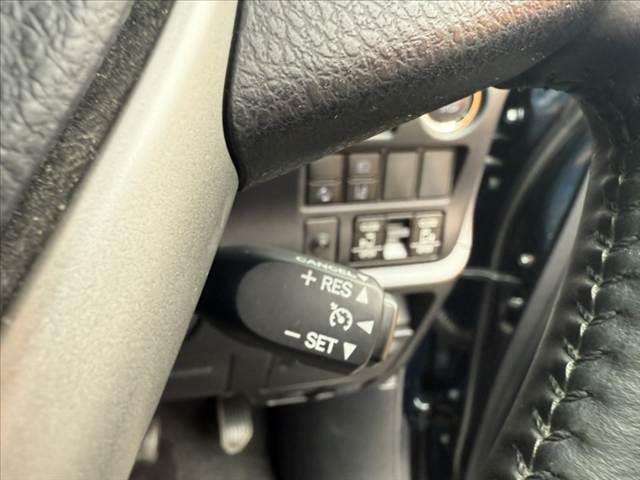 CANCEL
+ RES ▲
− SET ▼